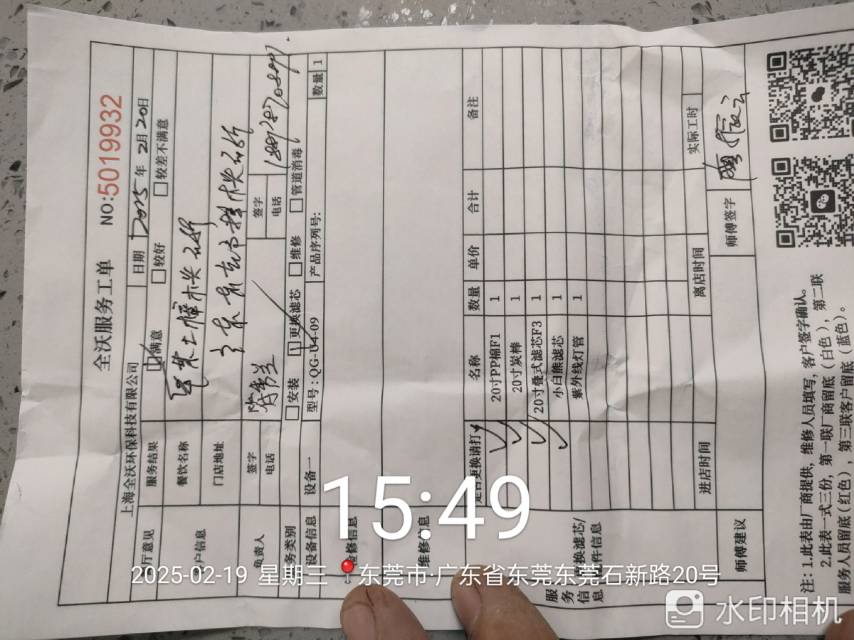 全沃服务工单
NO:5019932
上海全沃环保科技有限公司
日期 2025年2月20日
厅意见
服务结果
满意 较好 较差不满意
户信息
餐饮名称
门店地址
负责人
签字
电话
签字
电话
务类别
安装 更换滤芯 维修 管道消毒
设备信息
设备一
型号:QG-U4-09
产品序列号:
数量 1
维修信息
是否更换请打√
名称 数量 单价 合计 备注
20寸PP棉F1 1
20寸炭棒 1
20寸叠式滤芯F3 1
小白熊滤芯 1
紫外线灯管 1
服务信息
更换滤芯/
件信息
进店时间 离店时间 实际工时
师傅建议
师傅签字
注:1.此表由厂商提供,维修人员填写,客户签字确认。
2.此表一式三份,第一联厂商留底(白色),第二联
服务人员留底(红色),第三联客户留底(蓝色)。
15:49
2025-02-19 星期三 东莞市·广东省东莞东莞石新路20号
水印相机